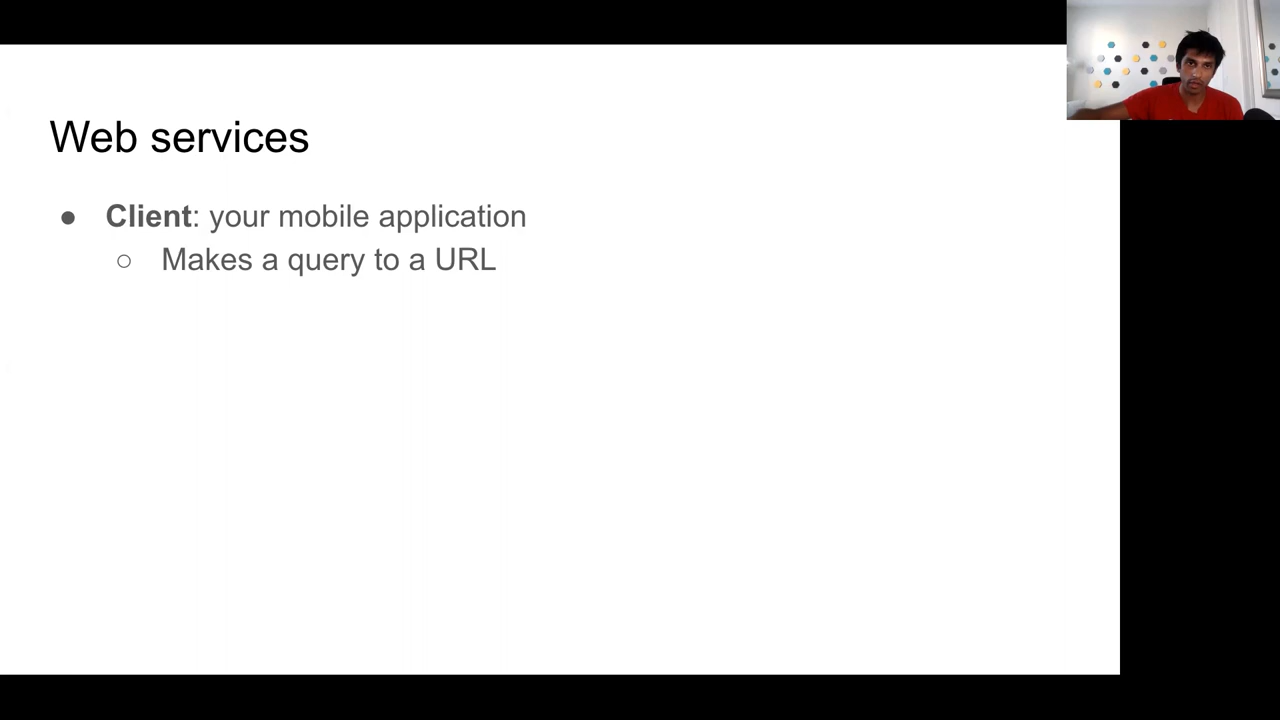 Web services
● Client: your mobile application
○ Makes a query to a URL